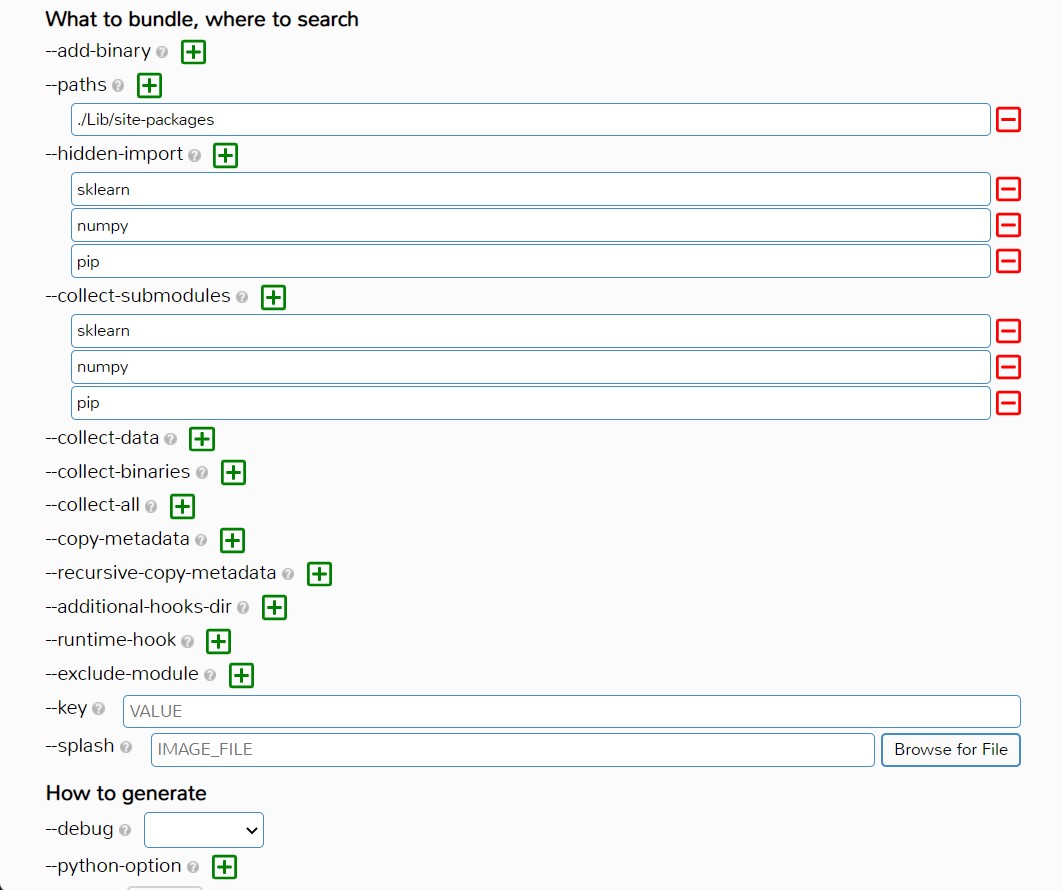 What to bundle, where to search
--add-binary ?
--paths ?
./Lib/site-packages
--hidden-import ?
sklearn
numpy
pip
--collect-submodules ?
sklearn
numpy
pip
--collect-data ?
--collect-binaries ?
--collect-all ?
--copy-metadata ?
--recursive-copy-metadata ?
--additional-hooks-dir ?
--runtime-hook ?
--exclude-module ?
--key ? VALUE
--splash ? IMAGE_FILE Browse for File
How to generate
--debug ?
--python-option ?